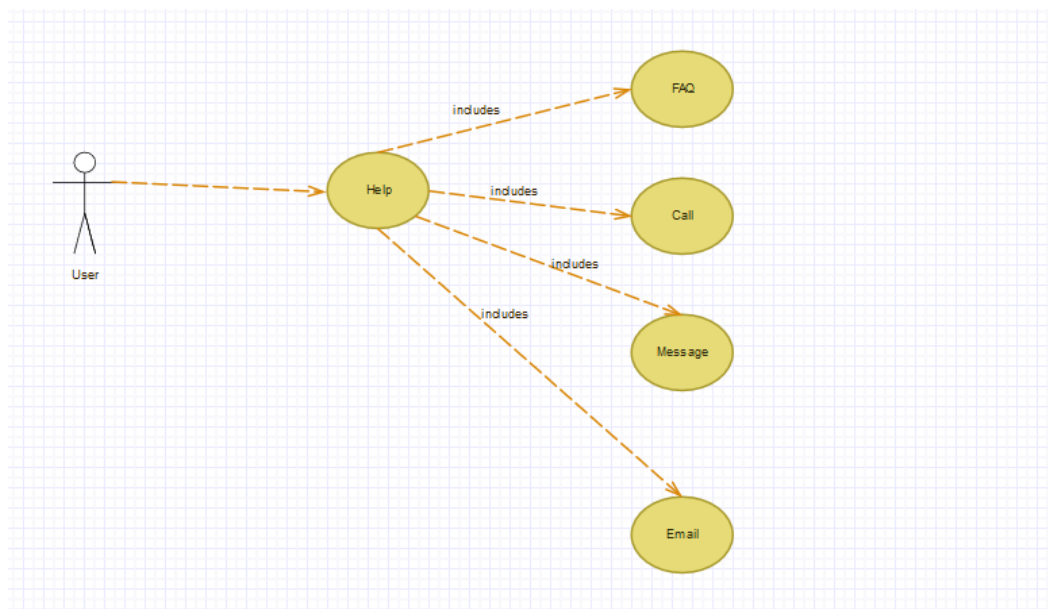 FAQ
includes
Help
includes
Call
User
includes
includes
Message
Email